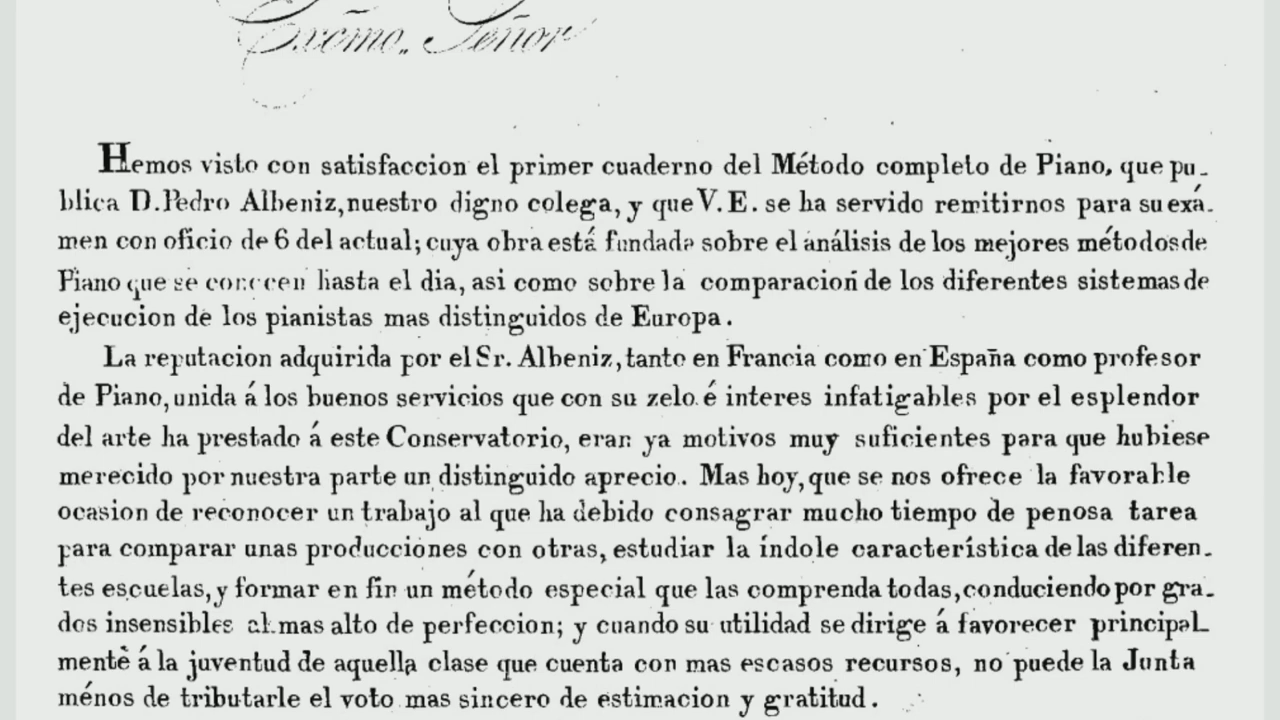 Excm̃o. Señor
Hemos visto con satisfaccion el primer cuaderno del Método completo de Piano, que pu-
blica D. Pedro Albeniz, nuestro digno colega, y que V. E. se ha servido remitirnos para su exá-
men con oficio de 6 del actual; cuya obra está fundada sobre el análisis de los mejores métodos de
Piano que se conocen hasta el dia, asi como sobre la comparacion de los diferentes sistemas de
ejecucion de los pianistas mas distinguidos de Europa.
La reputacion adquirida por el Sr. Albeniz, tanto en Francia como en España como profesor
de Piano, unida á los buenos servicios que con su zelo é interes infatigables por el esplendor
del arte ha prestado á este Conservatorio, eran ya motivos muy suficientes para que hubiese
merecido por nuestra parte un distinguido aprecio. Mas hoy, que se nos ofrece la favorable
ocasion de reconocer un trabajo al que ha debido consagrar mucho tiempo de penosa tarea
para comparar unas producciones con otras, estudiar la índole característica de las diferen-
tes escuelas, y formar en fin un método especial que las comprenda todas, conduciendo por gra-
dos insensibles al mas alto de perfeccion; y cuando su utilidad se dirige á favorecer principal
mente á la juventud de aquella clase que cuenta con mas escasos recursos, no puede la Junta
ménos de tributarle el voto mas sincero de estimacion y gratitud.